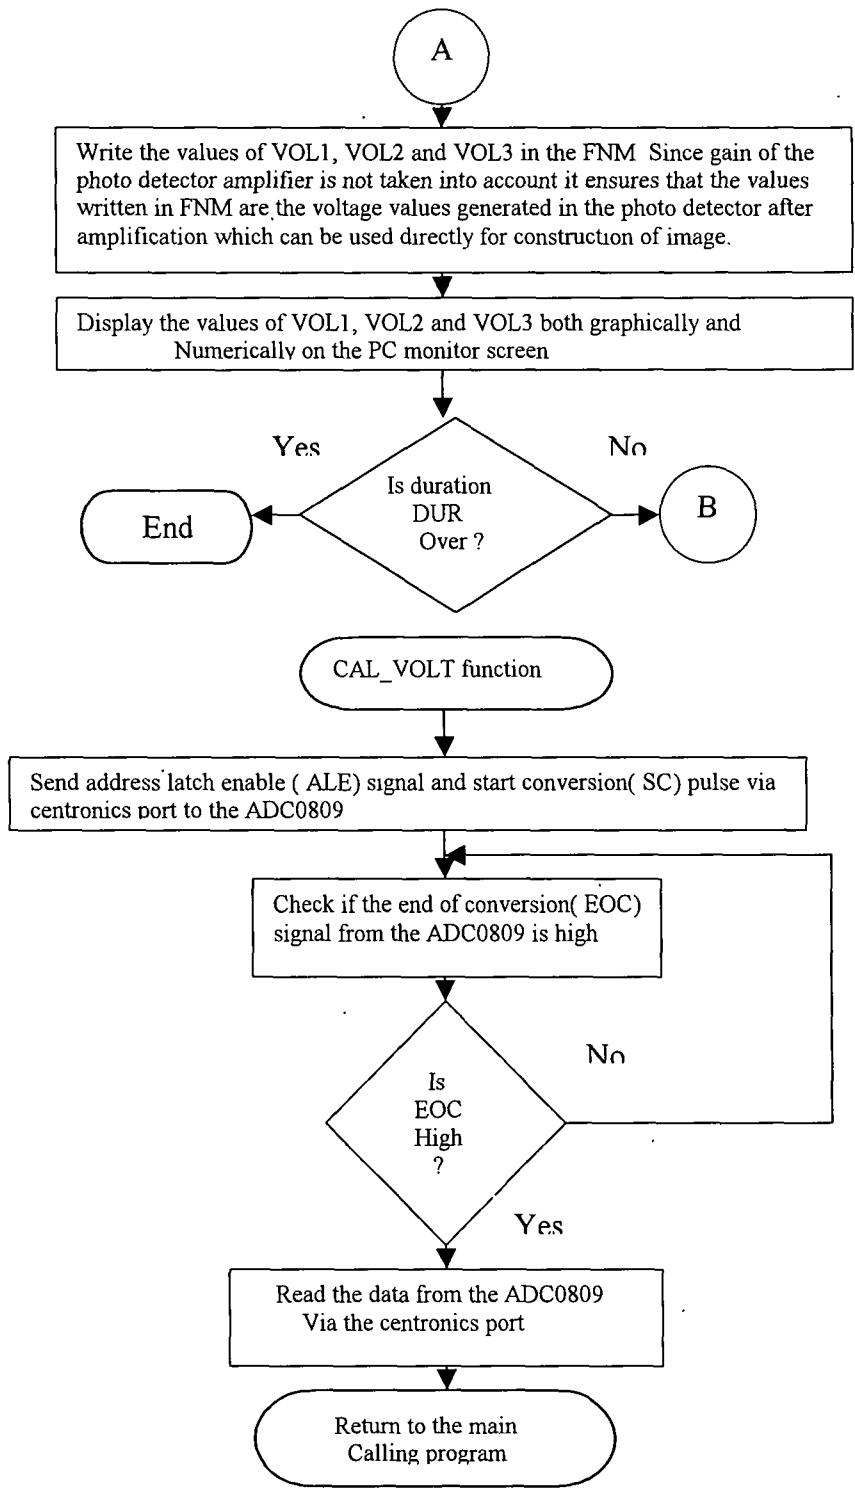 A
Write the values of VOL1, VOL2 and VOL3 in the FNM Since gain of the
photo detector amplifier is not taken into account it ensures that the values
written in FNM are the voltage values generated in the photo detector after
amplification which can be used directly for construction of image.
Display the values of VOL1, VOL2 and VOL3 both graphically and
Numerically on the PC monitor screen
Yes
No
Is duration
DUR
Over ?
End
B
CAL_VOLT function
Send address latch enable ( ALE) signal and start conversion( SC) pulse via
centronics port to the ADC0809
Check if the end of conversion( EOC)
signal from the ADC0809 is high
No
Is
EOC
High
?
Yes
Read the data from the ADC0809
Via the centronics port
Return to the main
Calling program